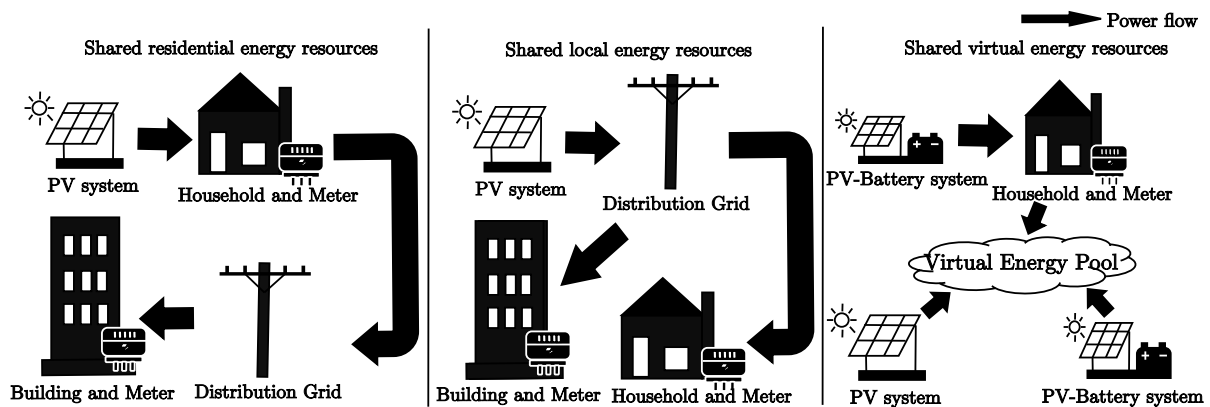 Power flow
Shared residential energy resources
PV system
Household and Meter
Building and Meter
Distribution Grid
Shared local energy resources
PV system
Distribution Grid
Building and Meter
Household and Meter
Shared virtual energy resources
PV-Battery system
Household and Meter
Virtual Energy Pool
PV system
PV-Battery system